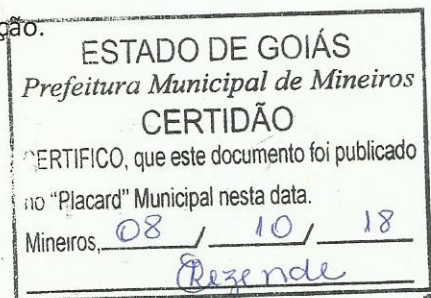 ção.
ESTADO DE GOIÁS
Prefeitura Municipal de Mineiros
CERTIDÃO
CERTIFICO, que este documento foi publicado
no "Placard" Municipal nesta data.
Mineiros, 08 / 10 / 18
Rezende